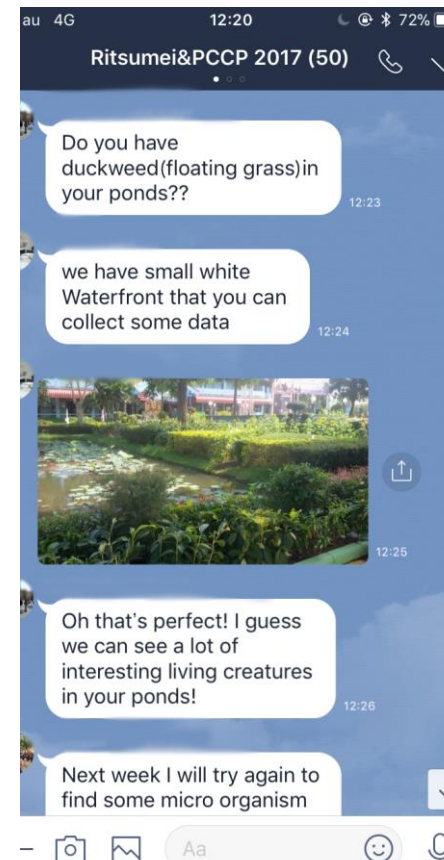 au 4G 12:20 72%
Ritsumei&PCCP 2017 (50)
Do you have
duckweed(floating grass)in
your ponds??
12:23
we have small white
Waterfront that you can
collect some data
12:24
12:25
Oh that's perfect! I guess
we can see a lot of
interesting living creatures
in your ponds!
12:26
Next week I will try again to
find some micro organism
Aa